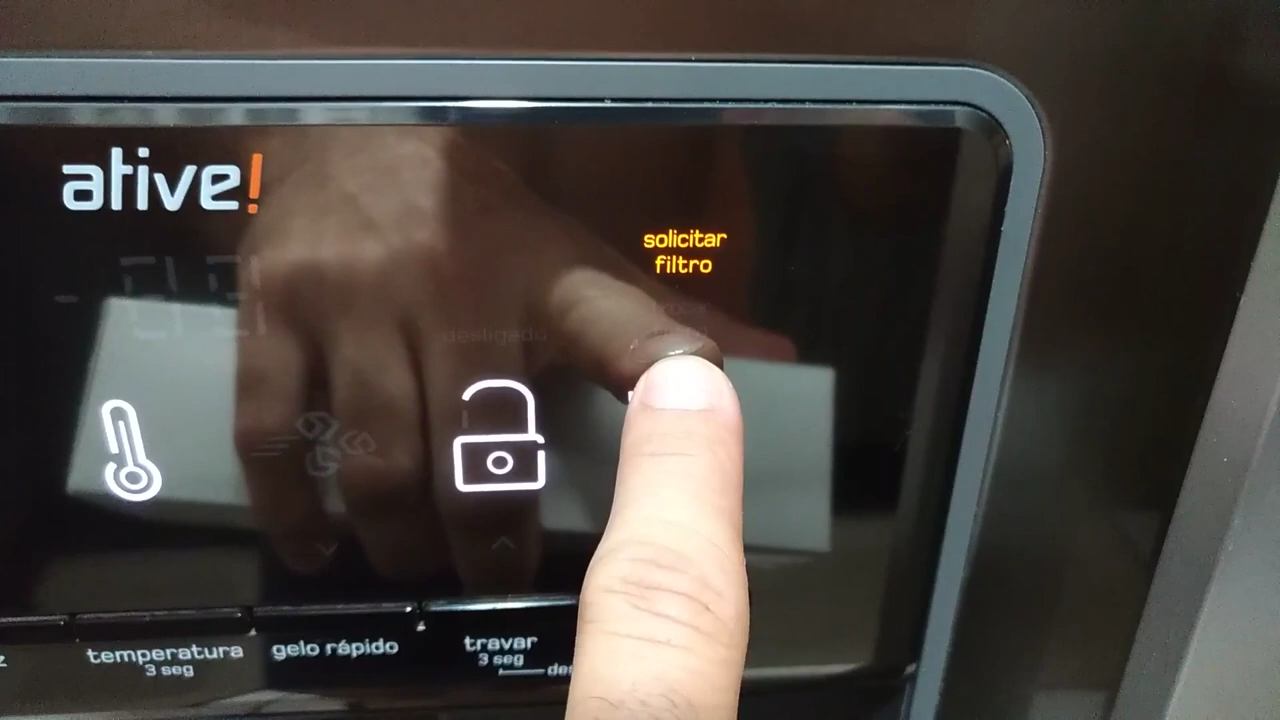 ative!
solicitar
filtro
desligado
temperatura
3 seg
gelo rápido
travar
3 seg